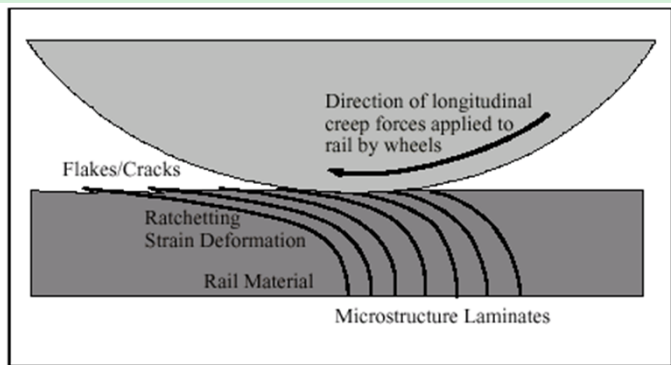 Direction of longitudinal
creep forces applied to
rail by wheels
Flakes/Cracks
Ratchetting
Strain Deformation
Rail Material
Microstructure Laminates